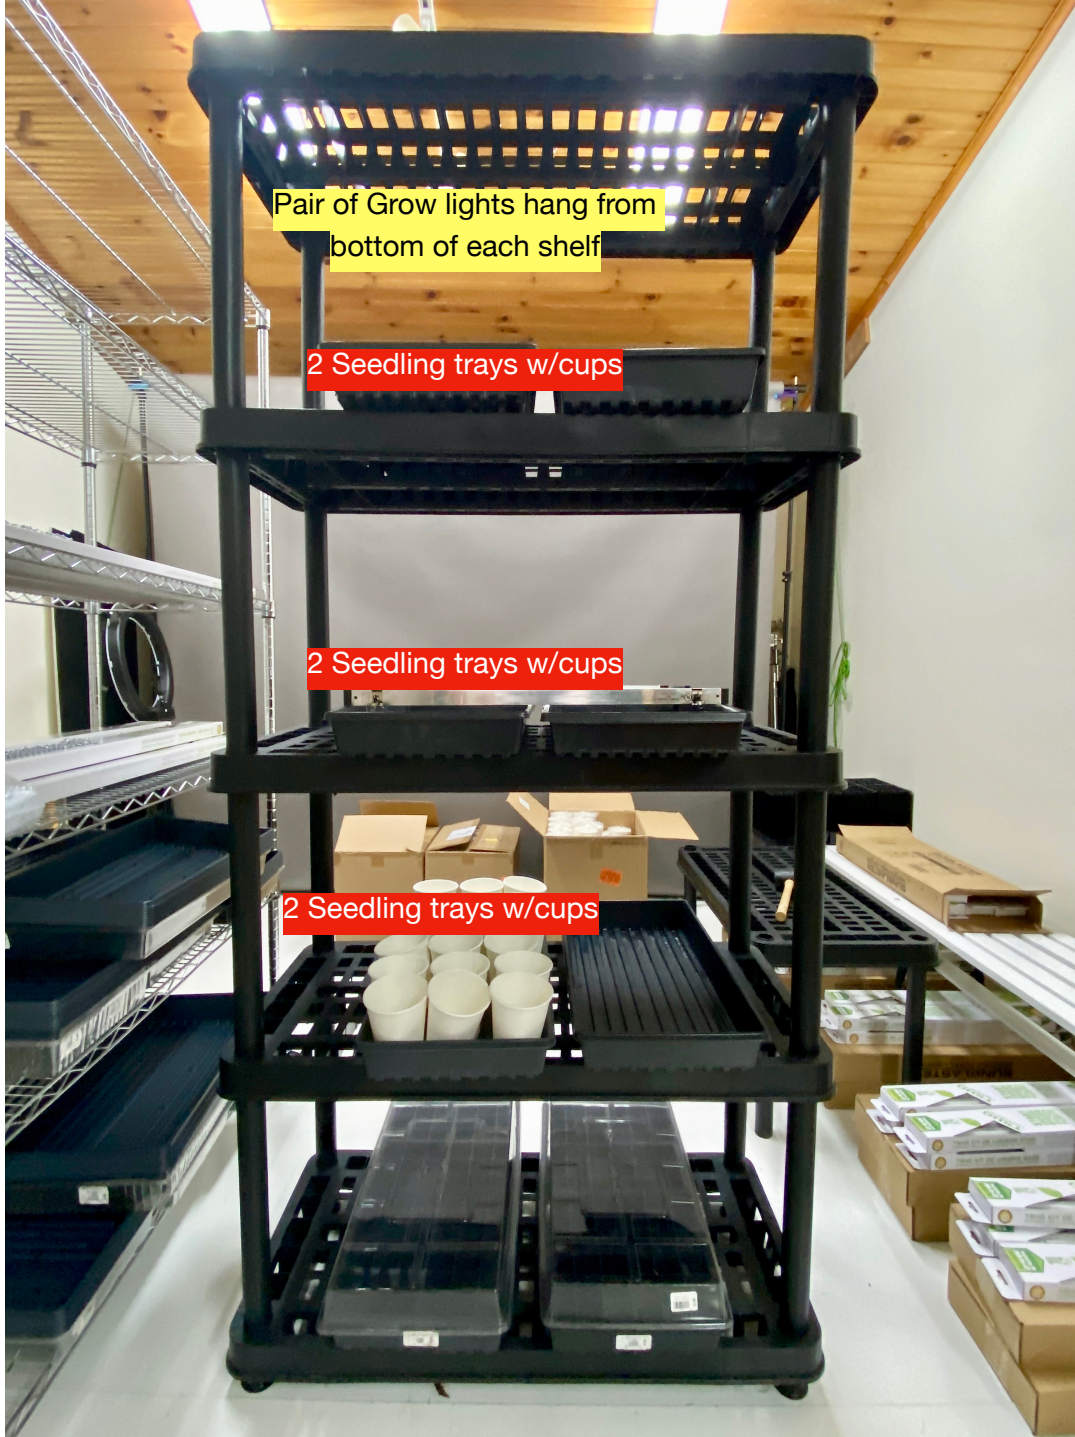 Pair of Grow lights hang from
bottom of each shelf
2 Seedling trays w/cups
2 Seedling trays w/cups
2 Seedling trays w/cups